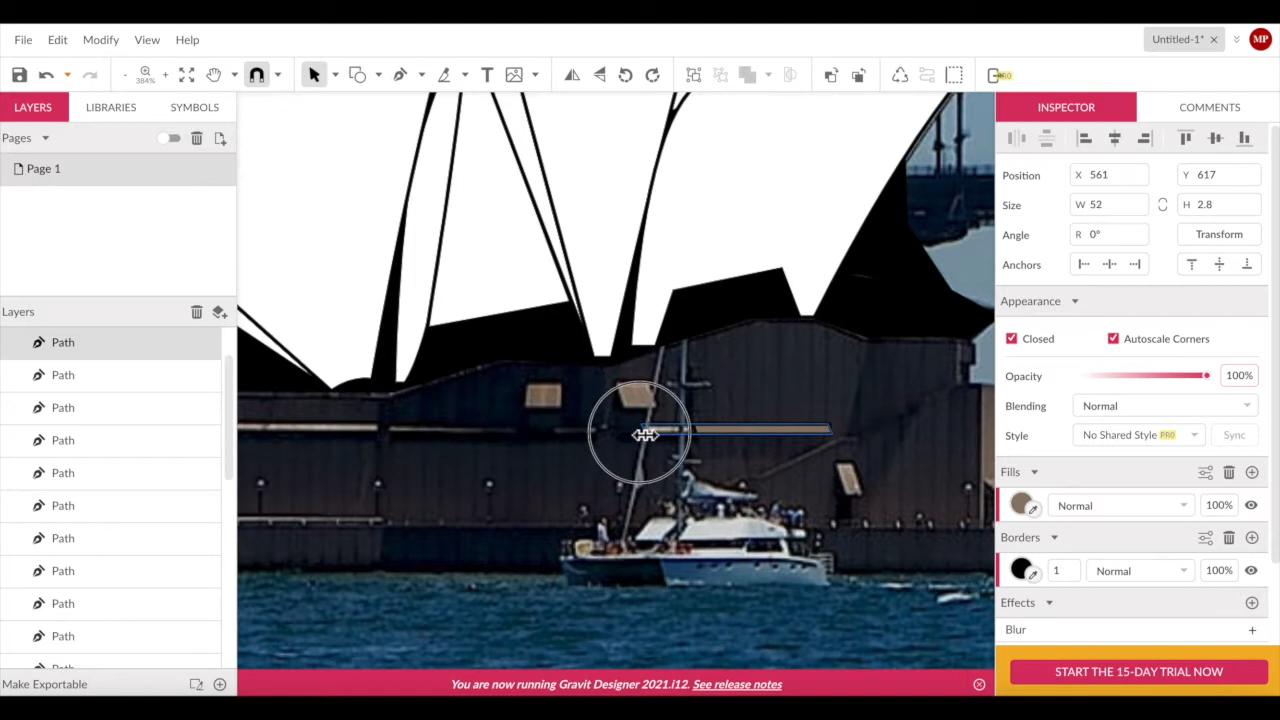 File Edit Modify View Help
Untitled-1* MP
384%
PRO
LAYERS LIBRARIES SYMBOLS
INSPECTOR COMMENTS
Pages
Page 1
Layers
Path
Path
Path
Path
Path
Path
Path
Path
Path
Path
Make Exportable
Position X 561 Y 617
Size W 52 H 2.8
Angle R 0° Transform
Anchors
Appearance
Closed Autoscale Corners
Opacity 100%
Blending Normal
Style No Shared Style PRO Sync
Fills
Normal 100%
Borders
1 Normal 100%
Effects
Blur
START THE 15-DAY TRIAL NOW
You are now running Gravit Designer 2021.i12. See release notes